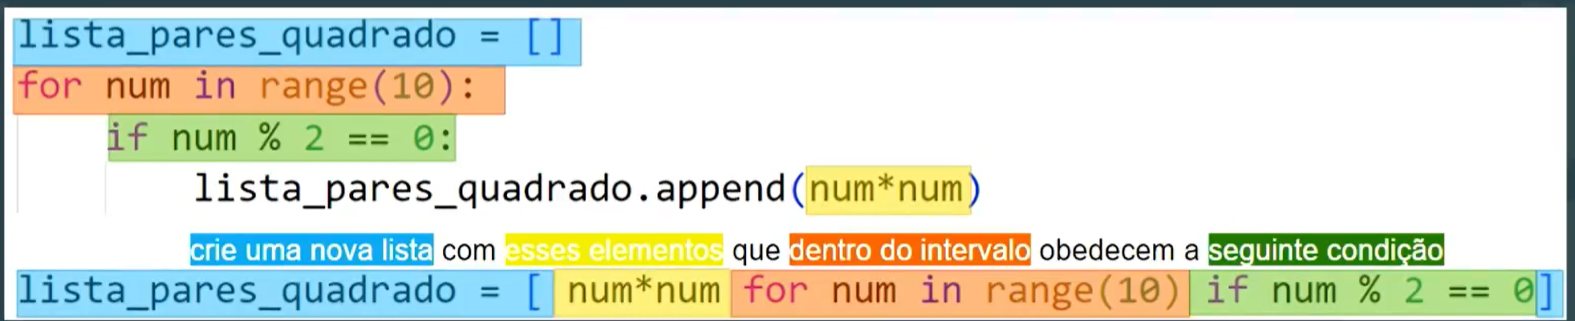 lista_pares_quadrado = []
for num in range(10):
if num % 2 == 0:
lista_pares_quadrado.append(num*num)
crie uma nova lista com esses elementos que dentro do intervalo obedecem a seguinte condição
lista_pares_quadrado = [ num*num for num in range(10) if num % 2 == 0]